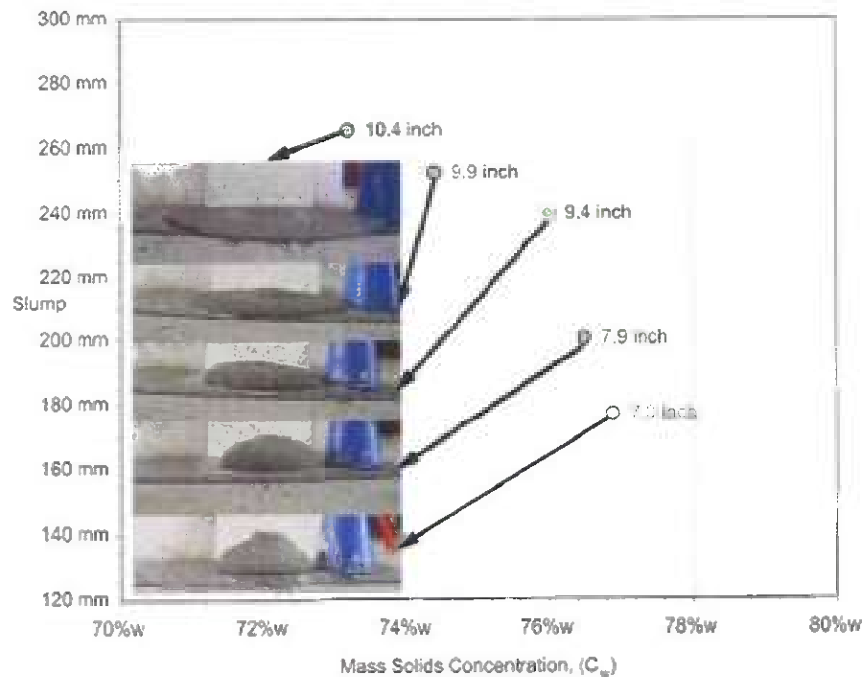 300 mm
280 mm
260 mm
240 mm
220 mm
Slump
200 mm
180 mm
160 mm
140 mm
120 mm
10.4 inch
9.9 inch
9.4 inch
7.9 inch
inch
70%w
72%w
74%w
76%w
78%w
80%w
Mass Solids Concentration, (Cw)